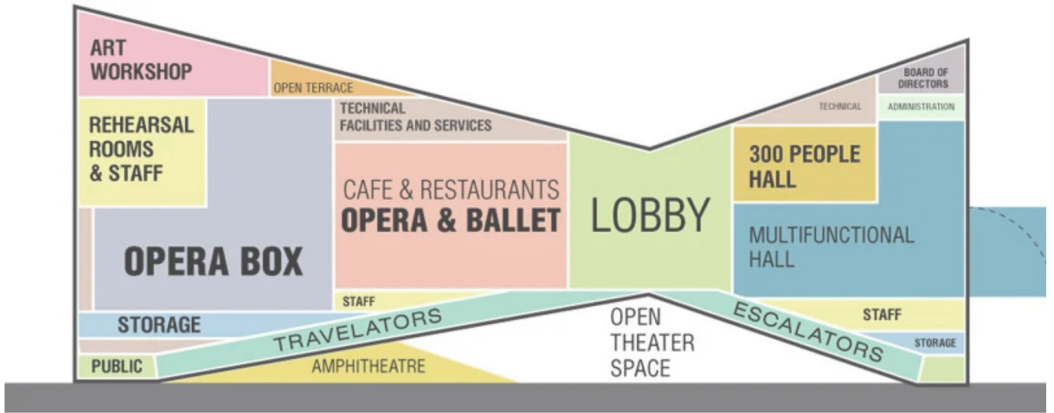 ART
WORKSHOP
OPEN TERRACE
REHEARSAL
ROOMS
& STAFF
TECHNICAL
FACILITIES AND SERVICES
CAFE & RESTAURANTS
OPERA & BALLET
OPERA BOX
LOBBY
BOARD OF
DIRECTORS
TECHNICAL
ADMINISTRATION
300 PEOPLE
HALL
MULTIFUNCTIONAL
HALL
STAFF
STORAGE
TRAVELATORS
PUBLIC
AMPHITHEATRE
OPEN
THEATER
SPACE
ESCALATORS
STAFF
STORAGE